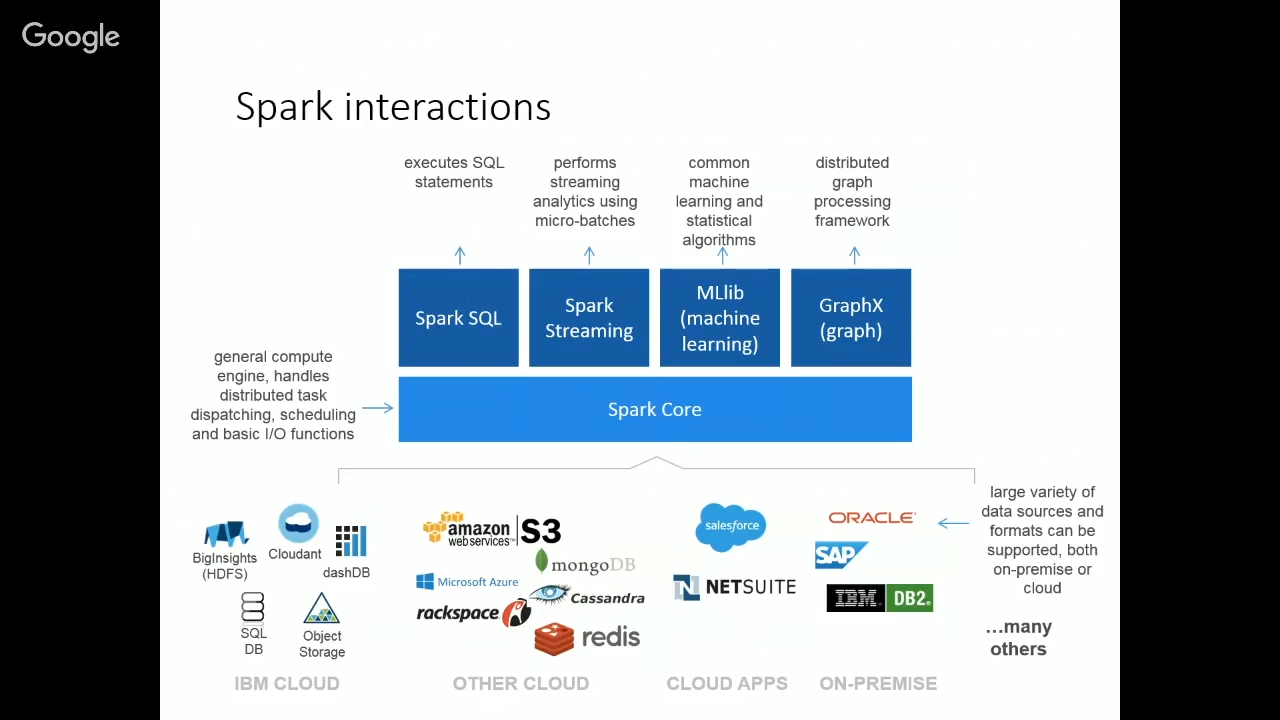 Google
Spark interactions
executes SQL
statements
performs
streaming
analytics using
micro-batches
common
machine
learning and
statistical
algorithms
distributed
graph
processing
framework
Spark SQL
Spark
Streaming
MLlib
(machine
learning)
GraphX
(graph)
general compute
engine, handles
distributed task
dispatching, scheduling
and basic I/O functions
Spark Core
BigInsights
(HDFS)
Cloudant
dashDB
SQL
DB
Object
Storage
IBM CLOUD
amazon
web services™
S3
mongoDB
Microsoft Azure
Cassandra
rackspace
redis
OTHER CLOUD
salesforce
NETSUITE
CLOUD APPS
ORACLE
SAP
IBM DB2
ON-PREMISE
large variety of
data sources and
formats can be
supported, both
on-premise or
cloud
…many
others